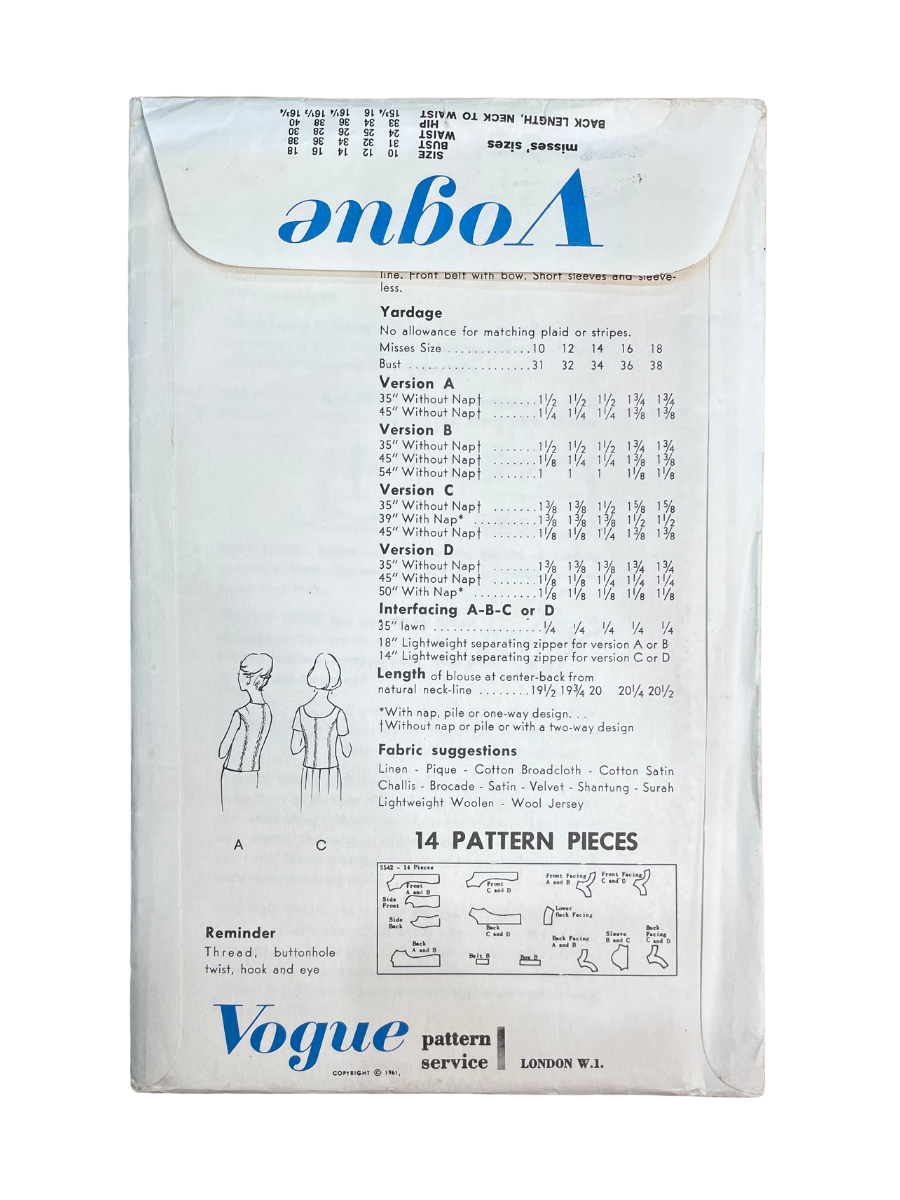 Vogue
misses' sizes
SIZE 10 12 14 16 18
BUST 31 32 34 36 38
WAIST 24 25 26 28 30
HIP 33 34 36 38 40
BACK LENGTH, NECK TO WAIST 15¾ 16 16¼ 16½ 16¾
line. Front belt with bow. Short sleeves and sleeve-
less.
Yardage
No allowance for matching plaid or stripes.
Misses Size .............10 12 14 16 18
Bust ...................31 32 34 36 38
Version A
35" Without Nap† .......1½ 1½ 1½ 1¾ 1¾
45" Without Nap† .......1¼ 1¼ 1¼ 1⅜ 1⅜
Version B
35" Without Nap† .......1½ 1½ 1½ 1¾ 1¾
45" Without Nap† .......1⅛ 1¼ 1¼ 1⅜ 1⅜
54" Without Nap† .......1 1 1 1⅛ 1⅛
Version C
35" Without Nap† .......1⅜ 1⅜ 1½ 1⅝ 1⅝
39" With Nap* ..........1⅜ 1⅜ 1⅜ 1½ 1½
45" Without Nap† .......1⅛ 1⅛ 1¼ 1⅜ 1⅜
Version D
35" Without Nap† .......1⅜ 1⅜ 1⅜ 1¾ 1¾
45" Without Nap† .......1⅛ 1⅛ 1¼ 1¼ 1¼
50" With Nap* ..........1⅛ 1⅛ 1⅛ 1⅛ 1⅛
Interfacing A-B-C or D
35" lawn .................¼ ¼ ¼ ¼ ¼
18" Lightweight separating zipper for version A or B
14" Lightweight separating zipper for version C or D
Length of blouse at center-back from
natural neck-line ........19½ 19¾ 20 20¼ 20½
*With nap, pile or one-way design. . .
†Without nap or pile or with a two-way design
Fabric suggestions
Linen - Pique - Cotton Broadcloth - Cotton Satin
Challis - Brocade - Satin - Velvet - Shantung - Surah
Lightweight Woolen - Wool Jersey
A C
14 PATTERN PIECES
5542 - 14 Pieces
Front
A and B
Front
C and D
Front Facing
A and B
Front Facing
C and D
Side
Front
Side
Back
Back
C and D
Lower
Back Facing
Back
A and B
Belt B
Bow B
Back Facing
A and B
Sleeve
B and C
Back
Facing
C and D
Reminder
Thread, buttonhole
twist, hook and eye
Vogue pattern
service LONDON W.1.
COPYRIGHT © 1961,